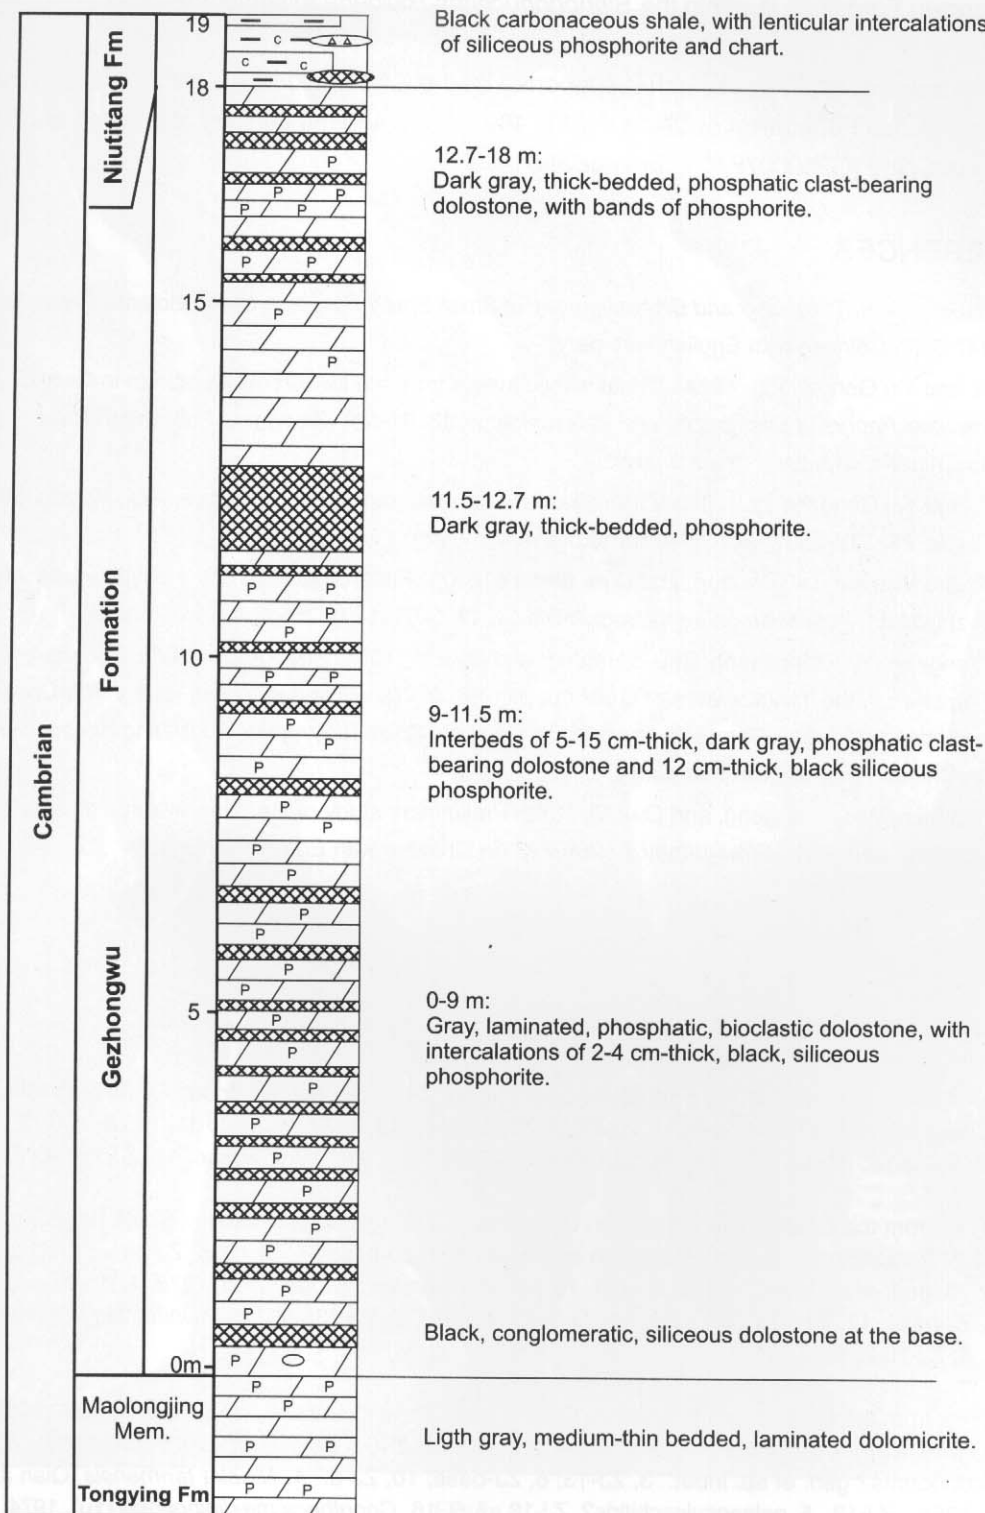 19
Black carbonaceous shale, with lenticular intercalations
of siliceous phosphorite and chart.
c
c c
18
Niutitang Fm
12.7-18 m:
Dark gray, thick-bedded, phosphatic clast-bearing
dolostone, with bands of phosphorite.
P
P P
P P
P P
15
P
P
11.5-12.7 m:
Dark gray, thick-bedded, phosphorite.
P P
P
P
10
P P
P
P
P
9-11.5 m:
Interbeds of 5-15 cm-thick, dark gray, phosphatic clast-
bearing dolostone and 12 cm-thick, black siliceous
phosphorite.
Cambrian
Gezhongwu Formation
P
P
P
P
P
P
P
P
5
P
P
0-9 m:
Gray, laminated, phosphatic, bioclastic dolostone, with
intercalations of 2-4 cm-thick, black, siliceous
phosphorite.
P
P
P
P
P
P
P
P
Black, conglomeratic, siliceous dolostone at the base.
0m
P
P P
P
P P
P P
Maolongjing
Mem.
Ligth gray, medium-thin bedded, laminated dolomicrite.
Tongying Fm